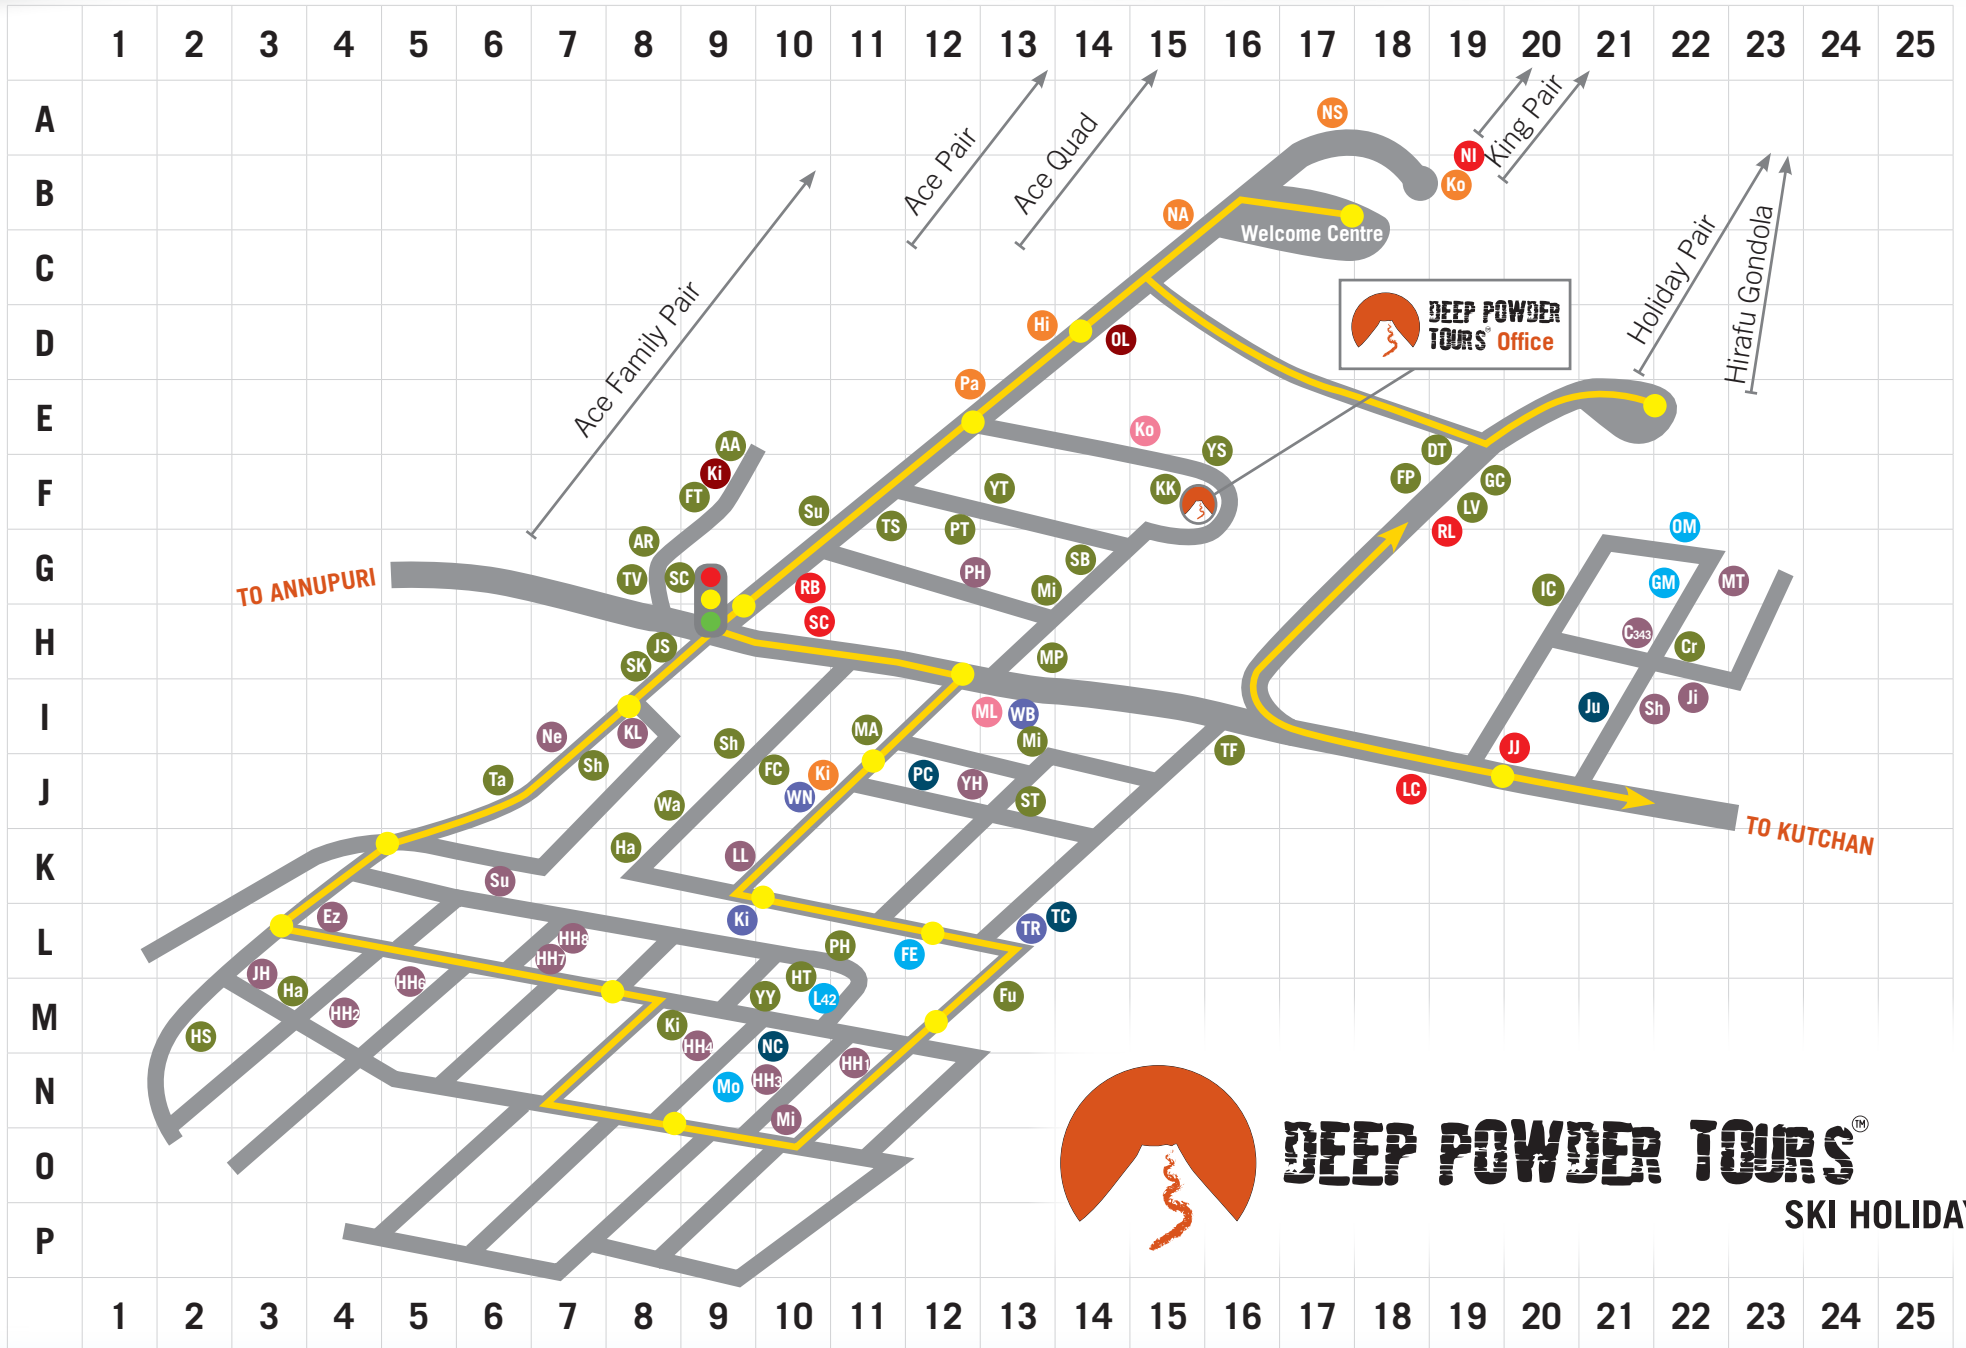 1 2 3 4 5 6 7 8 9 10 11 12 13 14 15 16 17 18 19 20 21 22 23 24 25
A
B
C
D
E
F
G
H
I
J
K
L
M
N
O
P
Ace Family Pair
Ace Pair
Ace Quad
King Pair
Holiday Pair
Hirafu Gondola
NS
NI
Ko
NA
Welcome Centre
DEEP POWDER
TOURS Office
Hi
OL
Pa
Ko
YS
AA
Ki
FT
DT
FP
GC
LV
RL
KK
YT
Su
TS
PT
OM
AR
TV
SC
PH
SB
Mi
RB
SC
IC
GM
MT
TO ANNUPURI
JS
SK
MP
C343
Cr
Ne
KL
Sh
MA
ML
WB
Mi
TF
Ju
Sh
Ji
JJ
Ta
Sh
FC
Ki
WN
PC
YH
ST
LC
Wa
Ha
LL
TO KUTCHAN
Su
Ez
Ki
TR
TC
HH8
HH7
PH
FE
JH
Ha
HH6
HT
YY
L42
Fu
HH2
HS
Ki
HH4
NC
HH1
Mo
HH3
Mi
DEEP POWDER TOURS™
SKI HOLIDAY
1 2 3 4 5 6 7 8 9 10 11 12 13 14 15 16 17 18 19 20 21 22 23 24 25